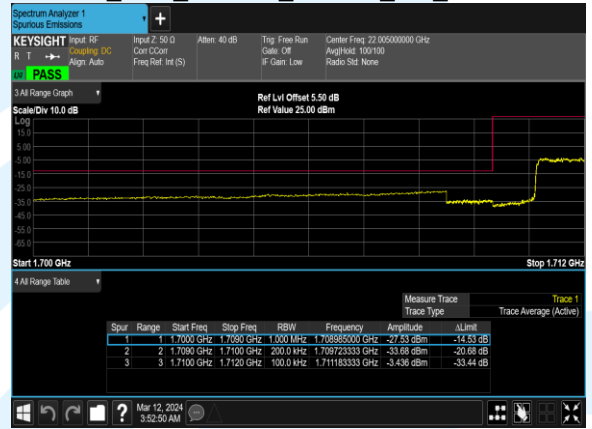 Spectrum Analyzer 1
Spurious Emissions
KEYSIGHT Input: RF Input Z: 50 Ω Atten: 40 dB Trig: Free Run Center Freq: 22.005000000 GHz
R T Coupling: DC Corr CCorr Gate: Off Avg|Hold: 100/100
Align: Auto Freq Ref: Int (S) IF Gain: Low Radio Std: None
PASS
3 All Range Graph
Ref Lvl Offset 5.50 dB
Scale/Div 10.0 dB Ref Value 25.00 dBm
Log
15.0
5.00
-5.00
-15.0
-25.0
-35.0
-45.0
-55.0
-65.0
Start 1.700 GHz Stop 1.712 GHz
4 All Range Table
Measure Trace Trace 1
Trace Type Trace Average (Active)
Spur Range Start Freq Stop Freq RBW Frequency Amplitude ΔLimit
1 1 1.7000 GHz 1.7090 GHz 1.000 MHz 1.708985000 GHz -27.53 dBm -14.53 dB
2 2 1.7090 GHz 1.7100 GHz 200.0 kHz 1.709723333 GHz -33.68 dBm -20.68 dB
3 3 1.7100 GHz 1.7120 GHz 100.0 kHz 1.711183333 GHz -3.436 dBm -33.44 dB
Mar 12, 2024
3:52:50 AM